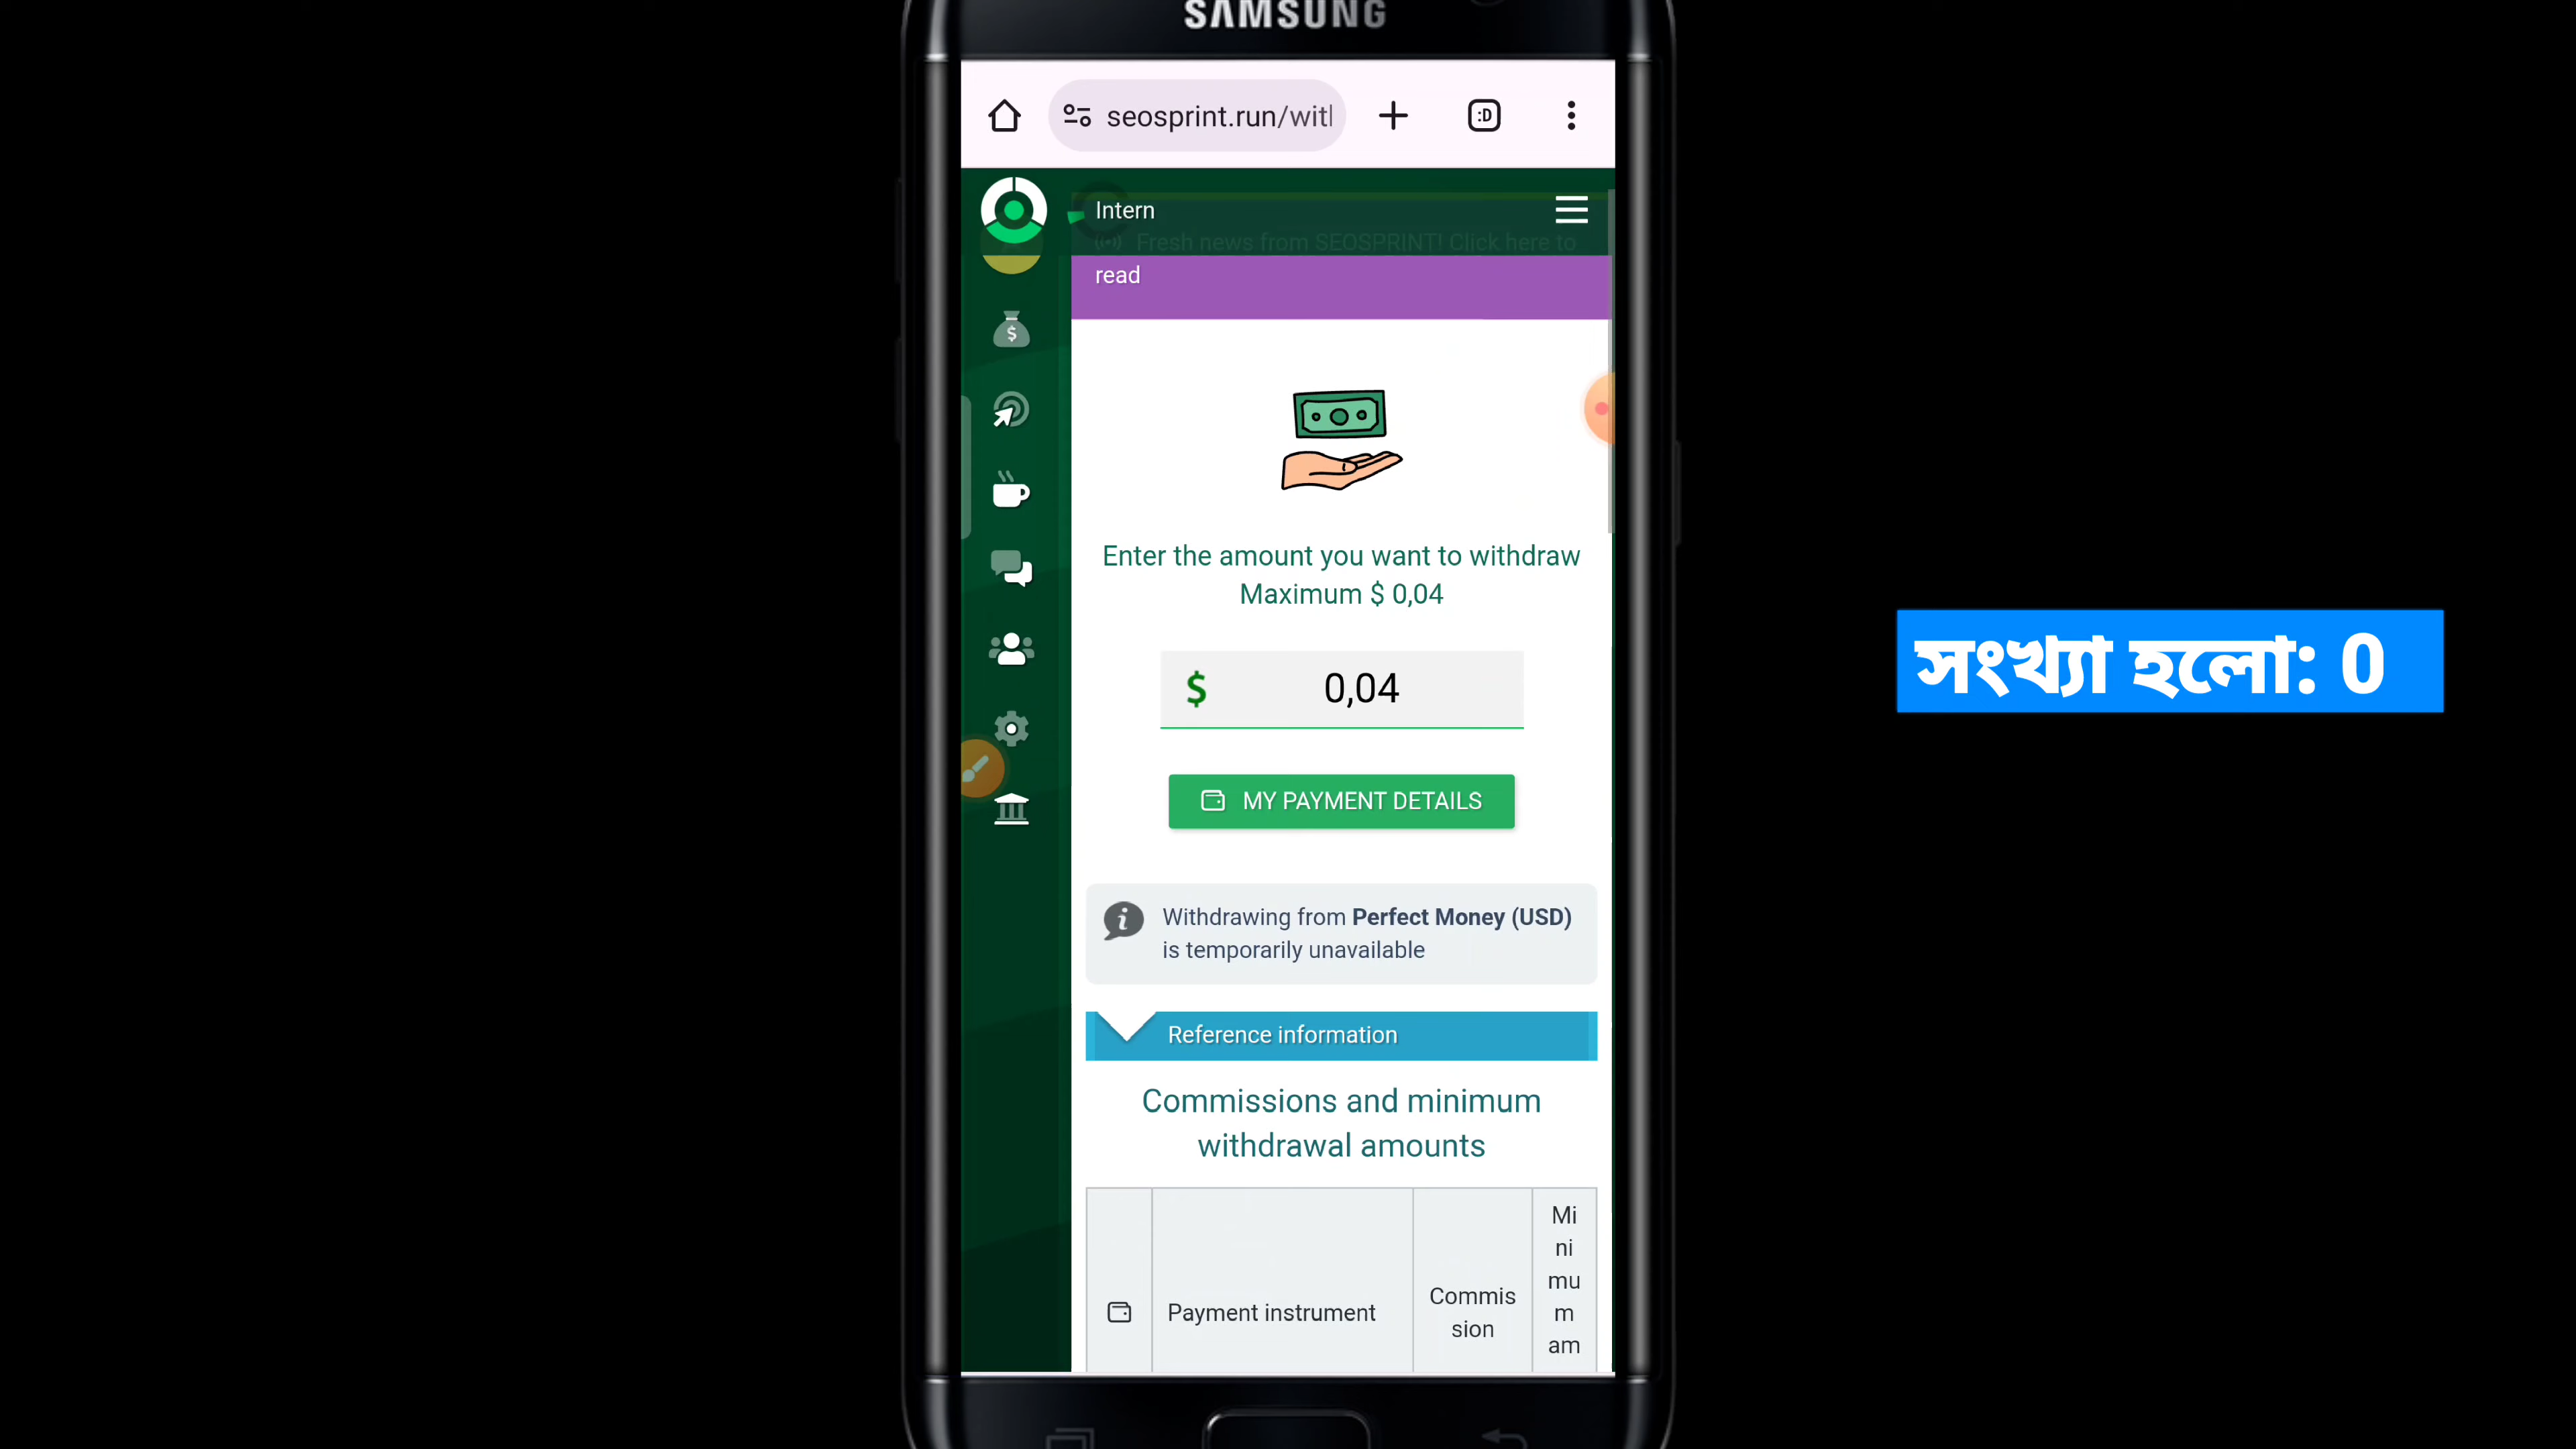 SAMSUNG
seosprint.run/witl
:D
Intern
Fresh news from SEOSPRINT! Click here to
read
Enter the amount you want to withdraw
Maximum $ 0,04
$ 0,04
MY PAYMENT DETAILS
Withdrawing from Perfect Money (USD)
is temporarily unavailable
Reference information
Commissions and minimum
withdrawal amounts
Payment instrument
Commis
sion
Mi
ni
mu
m
am
সংখ্যা হলো: 0